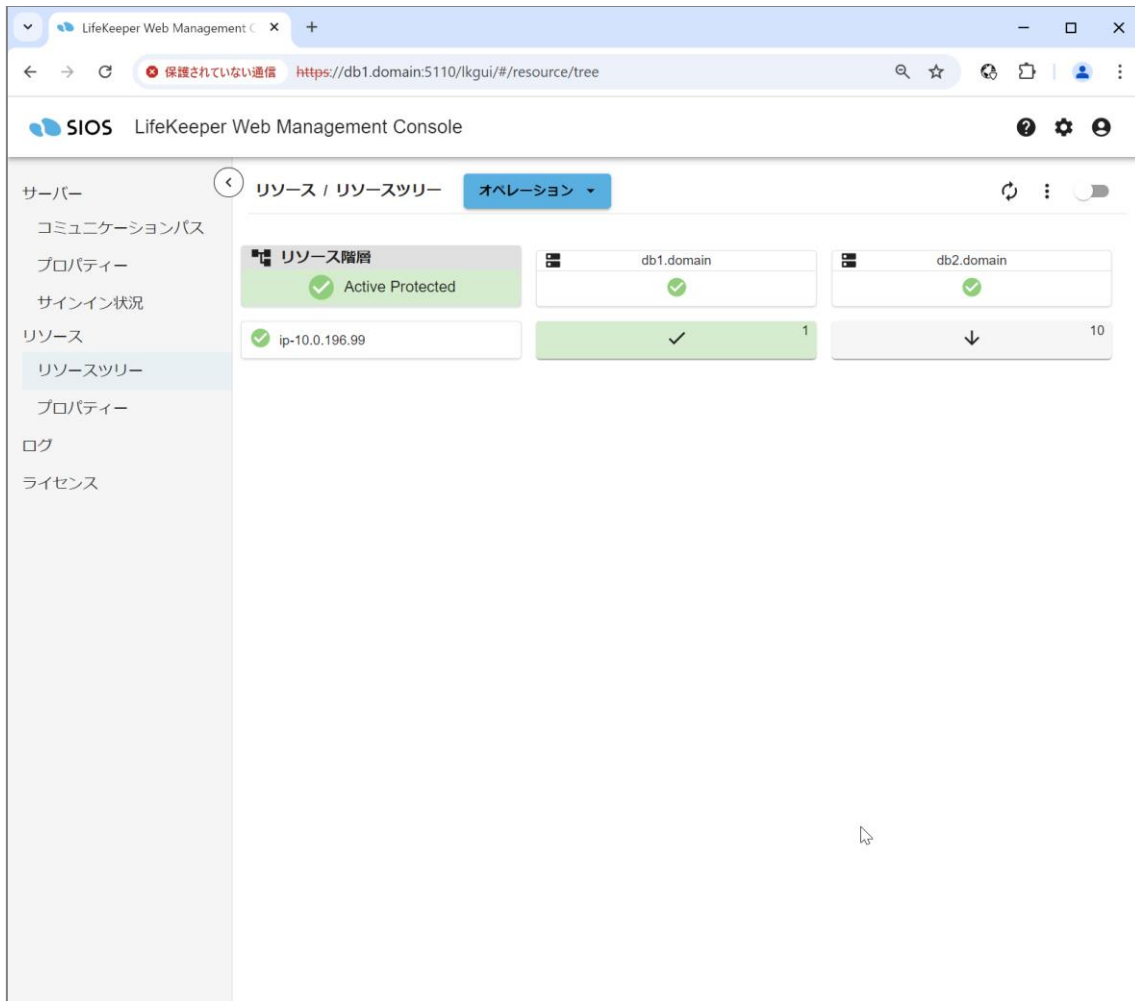 LifeKeeper Web Management C
保護されていない通信 https://db1.domain:5110/lkgui/#/resource/tree
SIOS LifeKeeper Web Management Console
サーバー
コミュニケーションパス
プロパティー
サインイン状況
リソース
リソースツリー
プロパティー
ログ
ライセンス
リソース / リソースツリー オペレーション
リソース階層 db1.domain db2.domain
Active Protected
ip-10.0.196.99 1 10